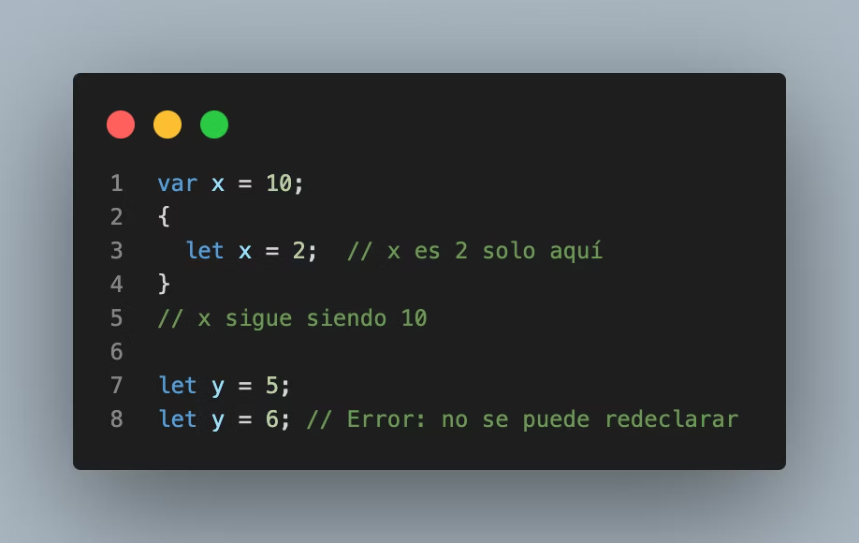 1 var x = 10;
2 {
3   let x = 2;  // x es 2 solo aquí
4 }
5 // x sigue siendo 10
6
7 let y = 5;
8 let y = 6; // Error: no se puede redeclarar